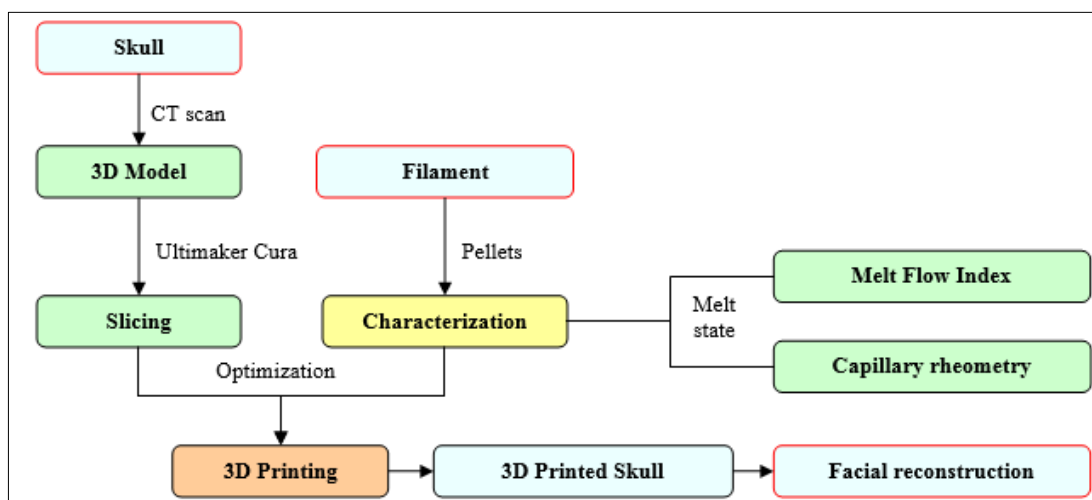 Skull
CT scan
3D Model
Filament
Ultimaker Cura
Pellets
Melt Flow Index
Slicing
Characterization
Melt
state
Optimization
Capillary rheometry
3D Printing
3D Printed Skull
Facial reconstruction